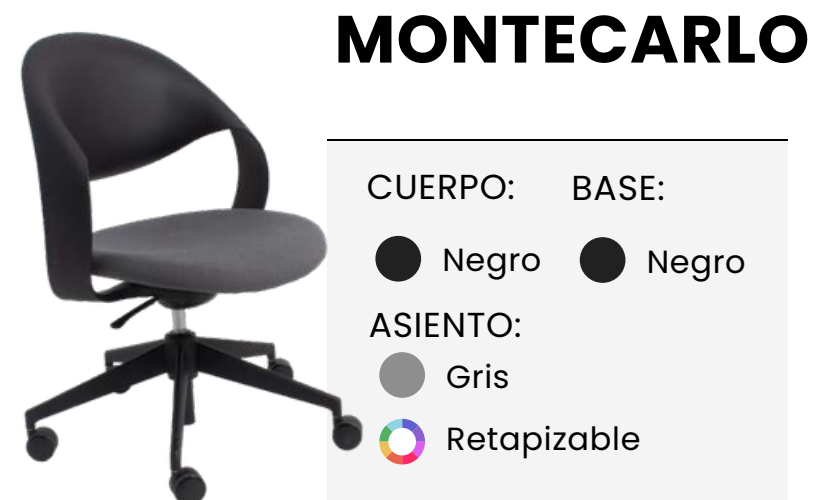 MONTECARLO
CUERPO: BASE:
Negro Negro
ASIENTO:
Gris
Retapizable